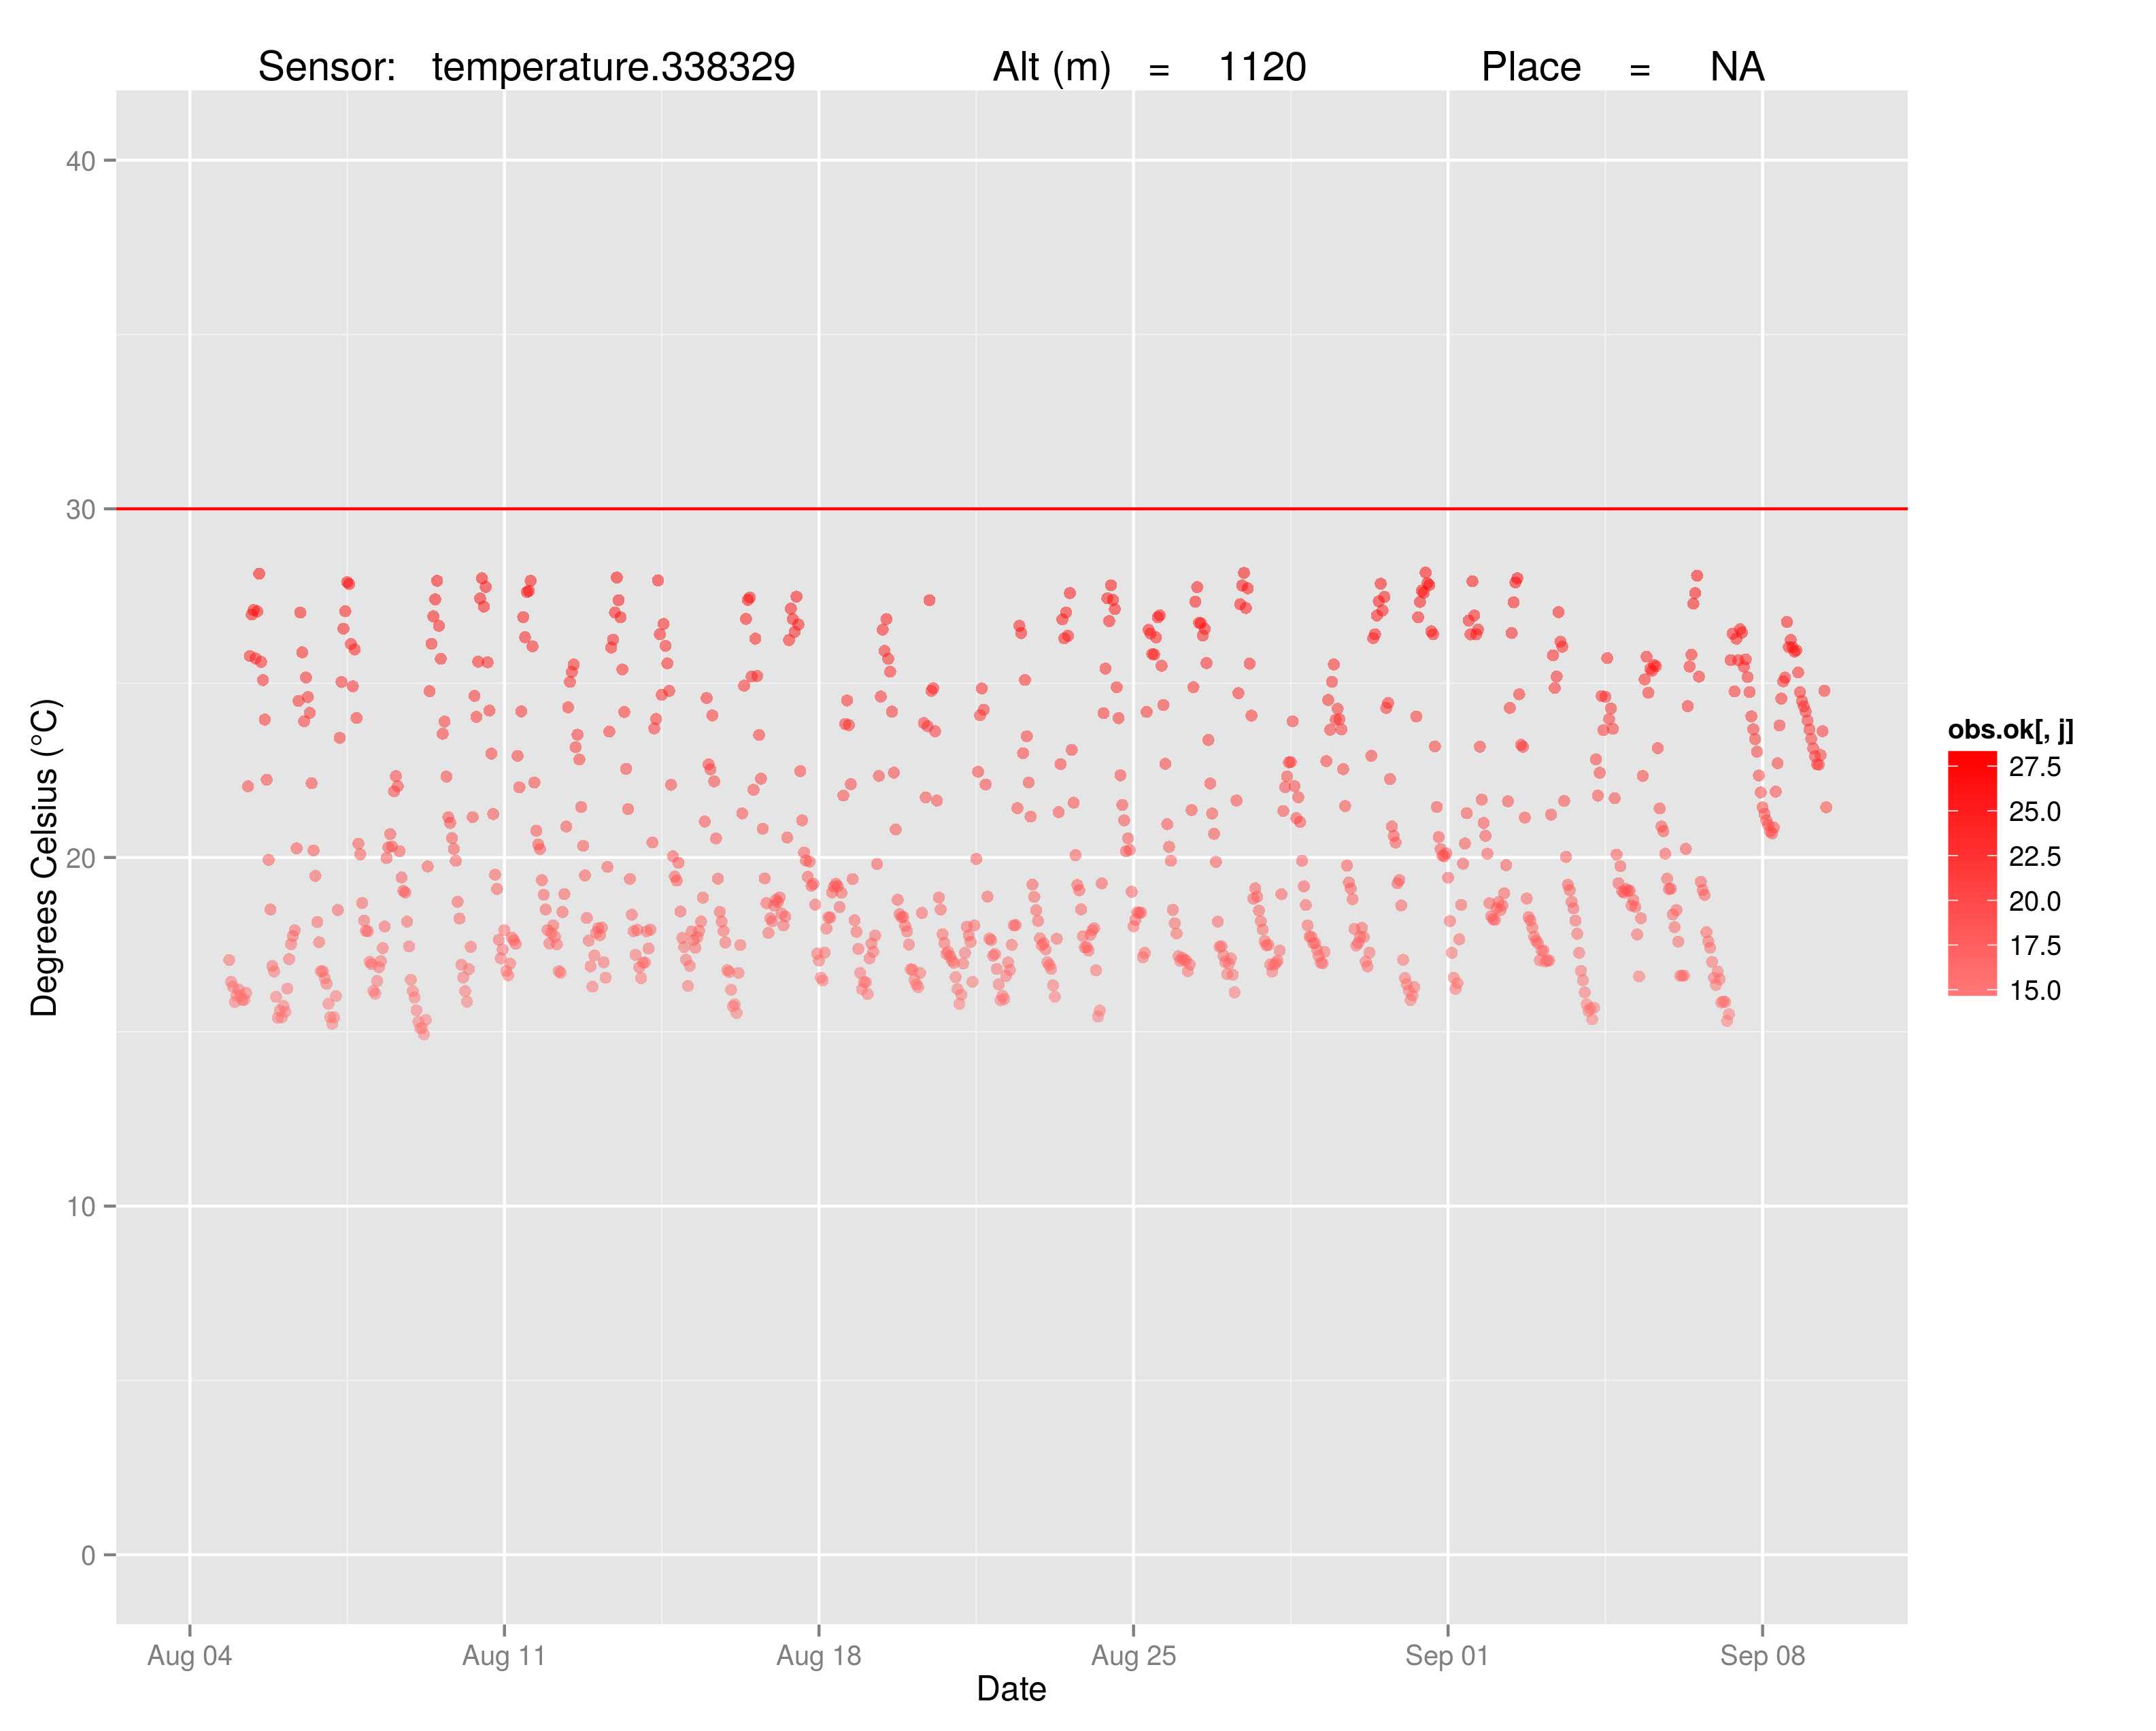 Sensor: temperature.338329 Alt (m) = 1120 Place = NA
40
30
20
10
0
Degrees Celsius (°C)
Aug 04 Aug 11 Aug 18 Aug 25 Sep 01 Sep 08
Date
obs.ok[, j]
27.5
25.0
22.5
20.0
17.5
15.0